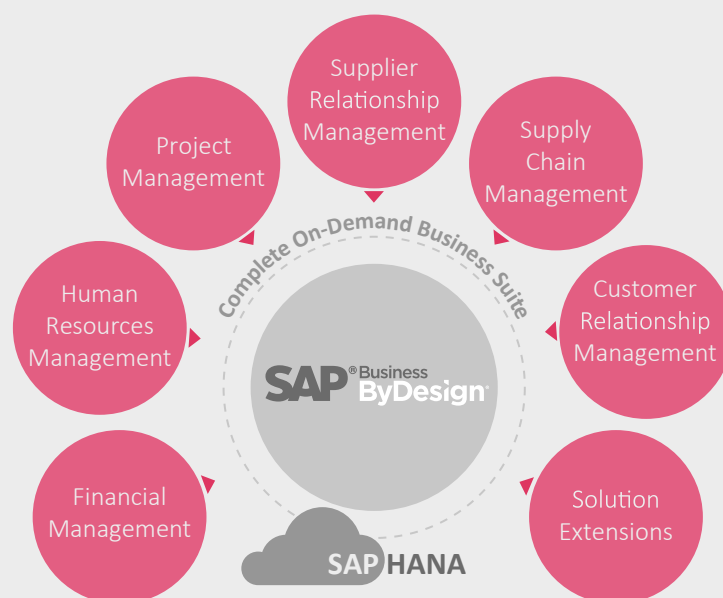 Supplier
Relationship
Management
Project
Management
Supply
Chain
Management
Complete On-Demand Business Suite
Human
Resources
Management
Customer
Relationship
Management
SAP® Business
ByDesign
Financial
Management
Solution
Extensions
SAP HANA